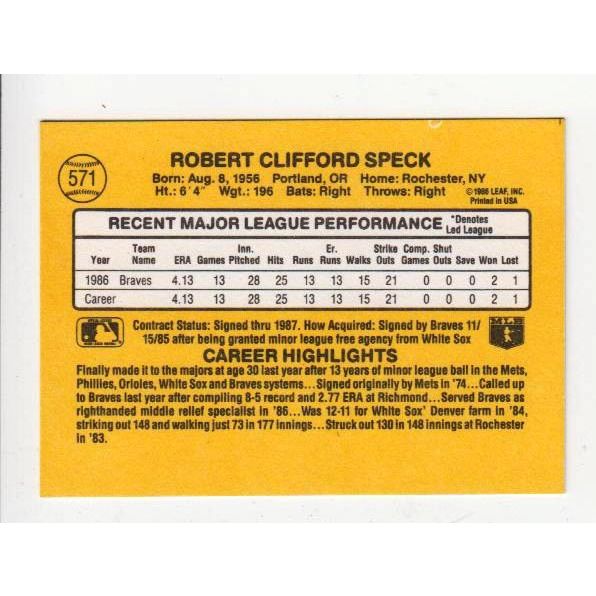 571
ROBERT CLIFFORD SPECK
Born: Aug. 8, 1956 Portland, OR Home: Rochester, NY
Ht.: 6'4" Wgt.: 196 Bats: Right Throws: Right
©1986 LEAF, INC.
Printed in USA
RECENT MAJOR LEAGUE PERFORMANCE *Denotes Led League
Year Team Name ERA Games Inn. Pitched Hits Runs Er. Runs Walks Strike Outs Comp. Games Shut Outs Save Won Lost
1986 Braves 4.13 13 28 25 13 13 15 21 0 0 0 2 1
Career 4.13 13 28 25 13 13 15 21 0 0 0 2 1
Contract Status: Signed thru 1987. How Acquired: Signed by Braves 11/
15/85 after being granted minor league free agency from White Sox
MLB
CAREER HIGHLIGHTS
Finally made it to the majors at age 30 last year after 13 years of minor league ball in the Mets,
Phillies, Orioles, White Sox and Braves systems...Signed originally by Mets in '74...Called up
to Braves last year after compiling 8-5 record and 2.77 ERA at Richmond...Served Braves as
righthanded middle relief specialist in '86...Was 12-11 for White Sox' Denver farm in '84,
striking out 148 and walking just 73 in 177 innings...Struck out 130 in 148 innings at Rochester
in '83.